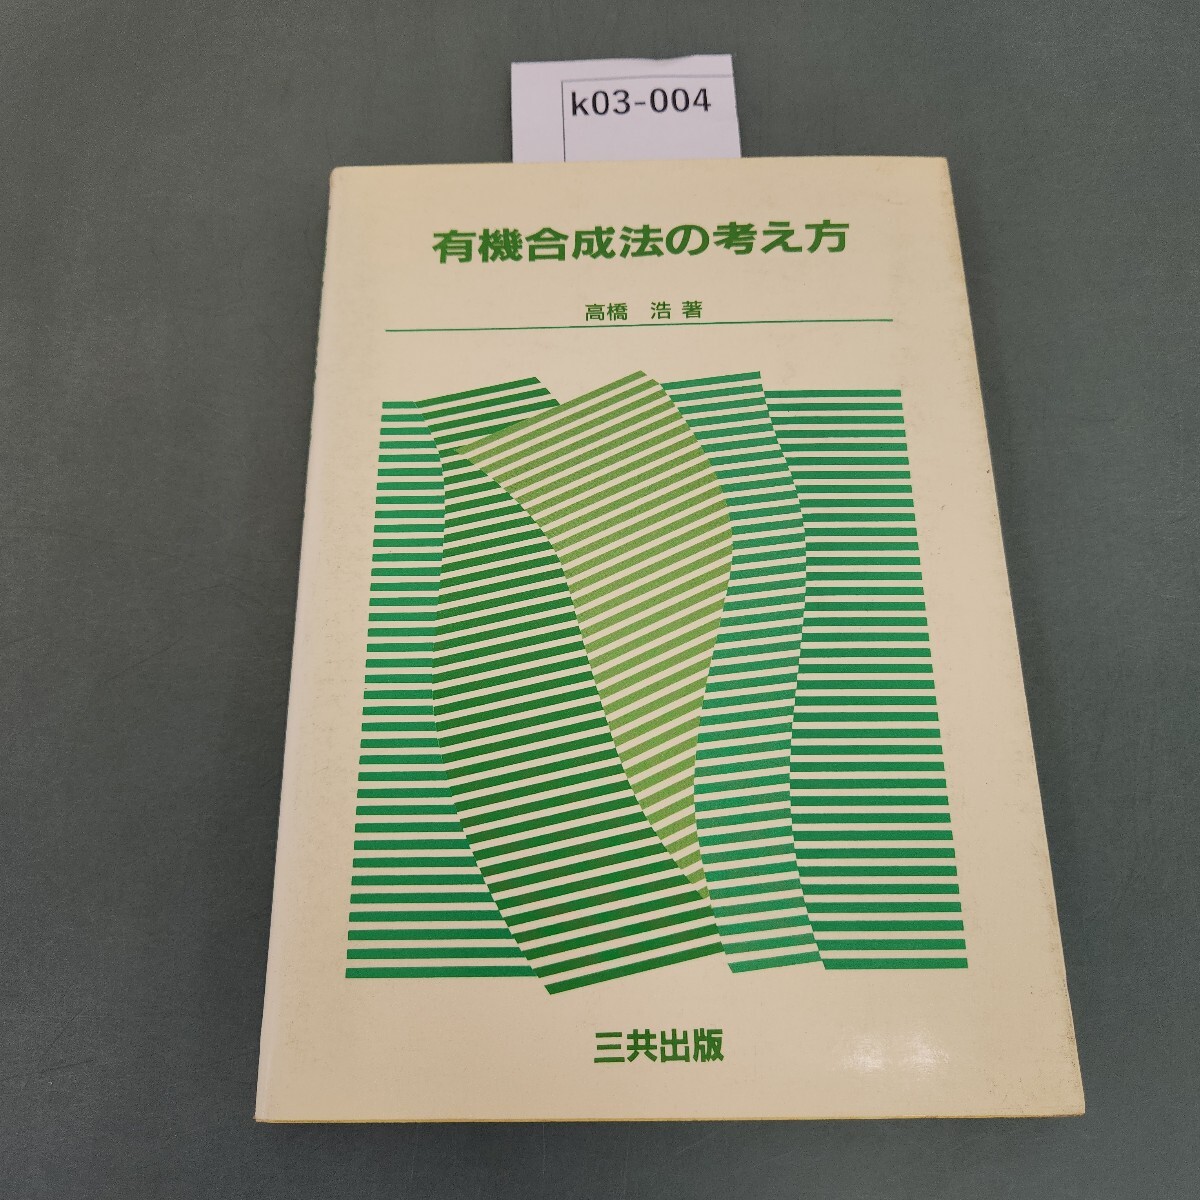 k03-004
有機合成法の考え方
高橋　浩 著
三共出版